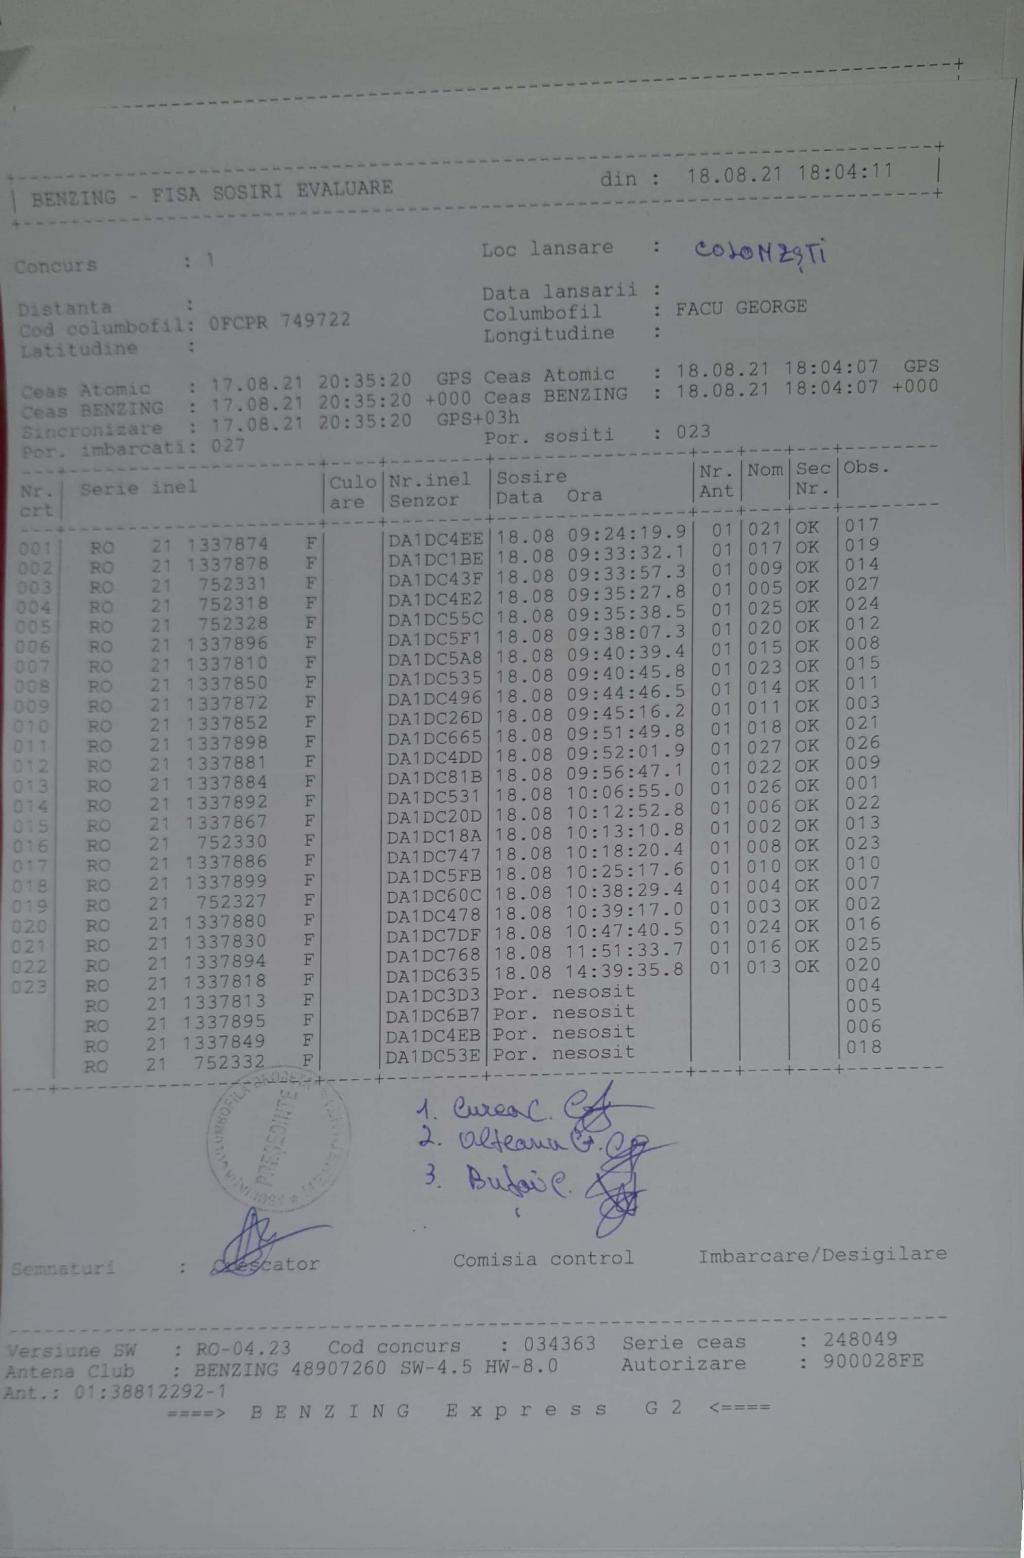 BENZING - FISA SOSIRI EVALUARE din : 18.08.21 18:04:11
Concurs : 1 Loc lansare : COLONEȘTI
Distanta : Data lansarii :
Cod columbofil: OFCPR 749722 Columbofil : FACU GEORGE
Latitudine : Longitudine :
Ceas Atomic : 17.08.21 20:35:20 GPS Ceas Atomic : 18.08.21 18:04:07 GPS
Ceas BENZING : 17.08.21 20:35:20 +000 Ceas BENZING : 18.08.21 18:04:07 +000
Sincronizare : 17.08.21 20:35:20 GPS+03h
Por. imbarcati: 027 Por. sositi : 023
Nr. Serie inel Culo Nr.inel Sosire Nr. Nom Sec Obs.
crt are Senzor Data Ora Ant Nr.
001 RO 21 1337874 F DA1DC4EE 18.08 09:24:19.9 01 021 OK 017
002 RO 21 1337878 F DA1DC1BE 18.08 09:33:32.1 01 017 OK 019
003 RO 21 752331 F DA1DC43F 18.08 09:33:57.3 01 009 OK 014
004 RO 21 752318 F DA1DC4E2 18.08 09:35:27.8 01 005 OK 027
005 RO 21 752328 F DA1DC55C 18.08 09:35:38.5 01 025 OK 024
006 RO 21 1337896 F DA1DC5F1 18.08 09:38:07.3 01 020 OK 012
007 RO 21 1337810 F DA1DC5A8 18.08 09:40:39.4 01 015 OK 008
008 RO 21 1337850 F DA1DC535 18.08 09:40:45.8 01 023 OK 015
009 RO 21 1337872 F DA1DC496 18.08 09:44:46.5 01 014 OK 011
010 RO 21 1337852 F DA1DC26D 18.08 09:45:16.2 01 011 OK 003
011 RO 21 1337898 F DA1DC665 18.08 09:51:49.8 01 018 OK 021
012 RO 21 1337881 F DA1DC4DD 18.08 09:52:01.9 01 027 OK 026
013 RO 21 1337884 F DA1DC81B 18.08 09:56:47.1 01 022 OK 009
014 RO 21 1337892 F DA1DC531 18.08 10:06:55.0 01 026 OK 001
015 RO 21 1337867 F DA1DC20D 18.08 10:12:52.8 01 006 OK 022
016 RO 21 752330 F DA1DC18A 18.08 10:13:10.8 01 002 OK 013
017 RO 21 1337886 F DA1DC747 18.08 10:18:20.4 01 008 OK 023
018 RO 21 1337899 F DA1DC5FB 18.08 10:25:17.6 01 010 OK 010
019 RO 21 752327 F DA1DC60C 18.08 10:38:29.4 01 004 OK 007
020 RO 21 1337880 F DA1DC478 18.08 10:39:17.0 01 003 OK 002
021 RO 21 1337830 F DA1DC7DF 18.08 10:47:40.5 01 024 OK 016
022 RO 21 1337894 F DA1DC768 18.08 11:51:33.7 01 016 OK 025
023 RO 21 1337818 F DA1DC635 18.08 14:39:35.8 01 013 OK 020
RO 21 1337813 F DA1DC3D3 Por. nesosit 004
RO 21 1337895 F DA1DC6B7 Por. nesosit 005
RO 21 1337849 F DA1DC4EB Por. nesosit 006
RO 21 752332 F DA1DC53E Por. nesosit 018
PREȘEDINTE
1. Curea C.
2. Olteanu G.
3.
Semnaturi : Crescator Comisia control Imbarcare/Desigilare
Versiune SW : RO-04.23 Cod concurs : 034363 Serie ceas : 248049
Antena Club : BENZING 48907260 SW-4.5 HW-8.0 Autorizare : 900028FE
Ant.: 01:38812292-1
====> B E N Z I N G E x p r e s s G 2 <====